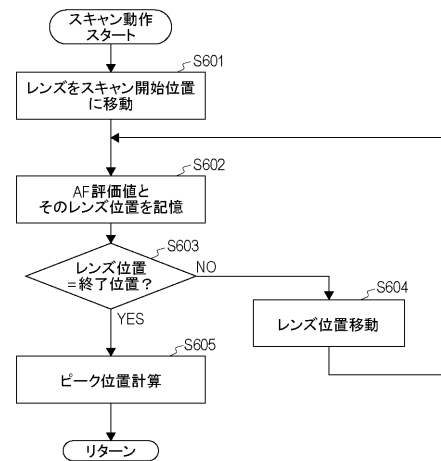 スキャン動作
スタート
S601
レンズをスキャン開始位置
に移動
S602
AF評価値と
そのレンズ位置を記憶
S603
レンズ位置
=終了位置？
NO
YES
S604
レンズ位置移動
S605
ピーク位置計算
リターン